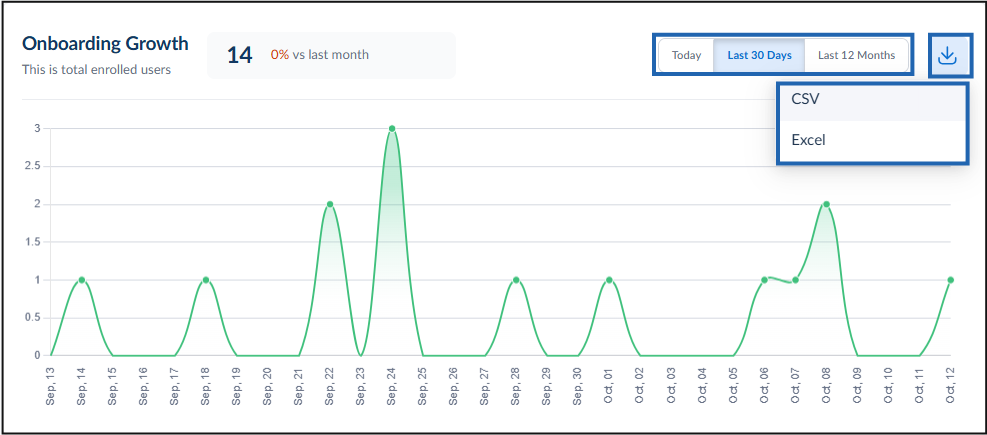 Onboarding Growth
This is total enrolled users
14
0% vs last month
Today
Last 30 Days
Last 12 Months
CSV
Excel
3
2.5
2
1.5
1
0.5
0
Sep, 13
Sep, 14
Sep, 15
Sep, 16
Sep, 17
Sep, 18
Sep, 19
Sep, 20
Sep, 21
Sep, 22
Sep, 23
Sep, 24
Sep, 25
Sep, 26
Sep, 27
Sep, 28
Sep, 29
Sep, 30
Oct, 01
Oct, 02
Oct, 03
Oct, 04
Oct, 05
Oct, 06
Oct, 07
Oct, 08
Oct, 09
Oct, 10
Oct, 11
Oct, 12